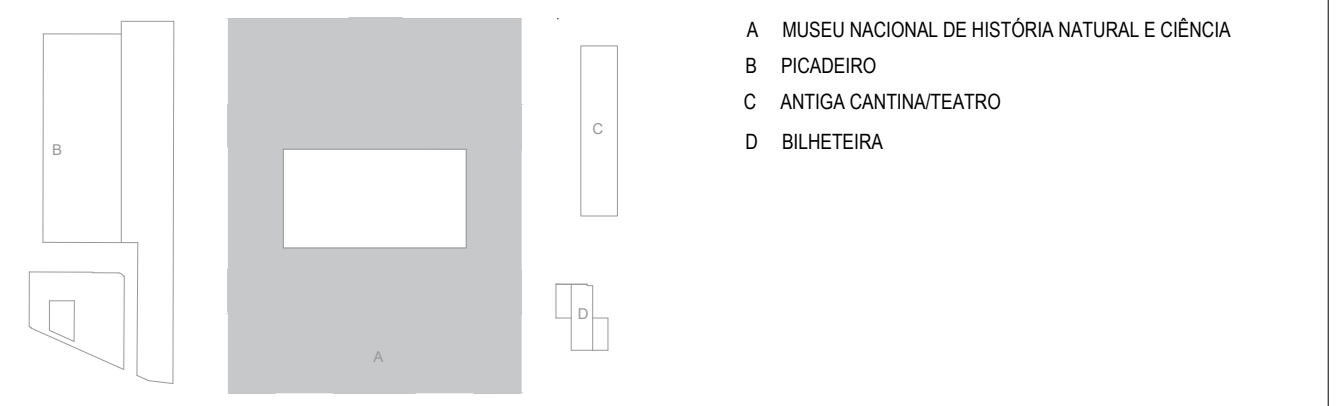 A MUSEU NACIONAL DE HISTÓRIA NATURAL E CIÊNCIA
B PICADEIRO
C ANTIGA CANTINA/TEATRO
D BILHETEIRA
B
C
D
A